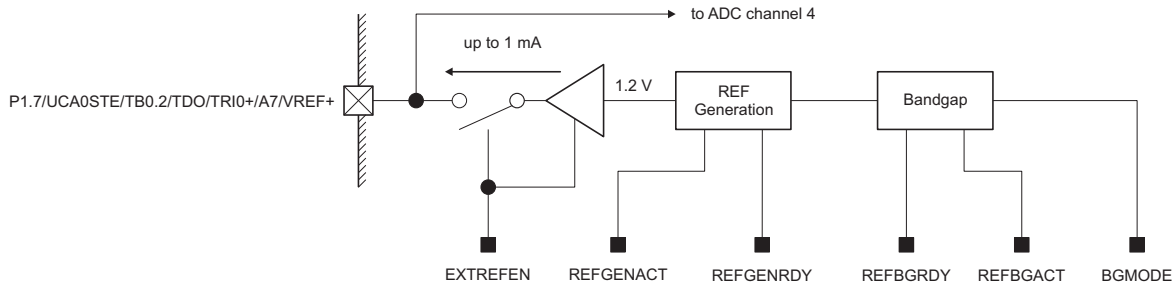 to ADC channel 4
up to 1 mA
P1.7/UCA0STE/TB0.2/TDO/TRI0+/A7/VREF+
1.2 V
REF
Generation
Bandgap
EXTREFEN
REFGENACT
REFGENRDY
REFBGRDY
REFBGACT
BGMODE